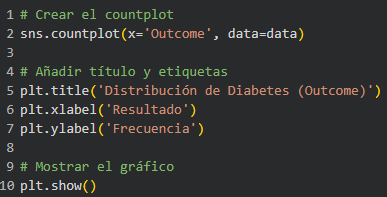 1 # Crear el countplot
2 sns.countplot(x='Outcome', data=data)
3
4 # Añadir título y etiquetas
5 plt.title('Distribución de Diabetes (Outcome)')
6 plt.xlabel('Resultado')
7 plt.ylabel('Frecuencia')
8
9 # Mostrar el gráfico
10 plt.show()